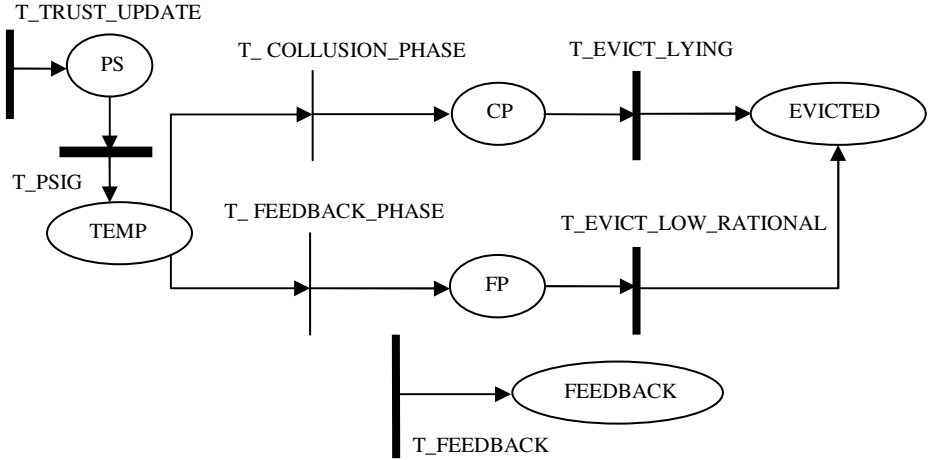 T_TRUST_UPDATE
PS
T_ COLLUSION_PHASE
T_EVICT_LYING
CP
EVICTED
T_PSIG
TEMP
T_ FEEDBACK_PHASE
T_EVICT_LOW_RATIONAL
FP
FEEDBACK
T_FEEDBACK